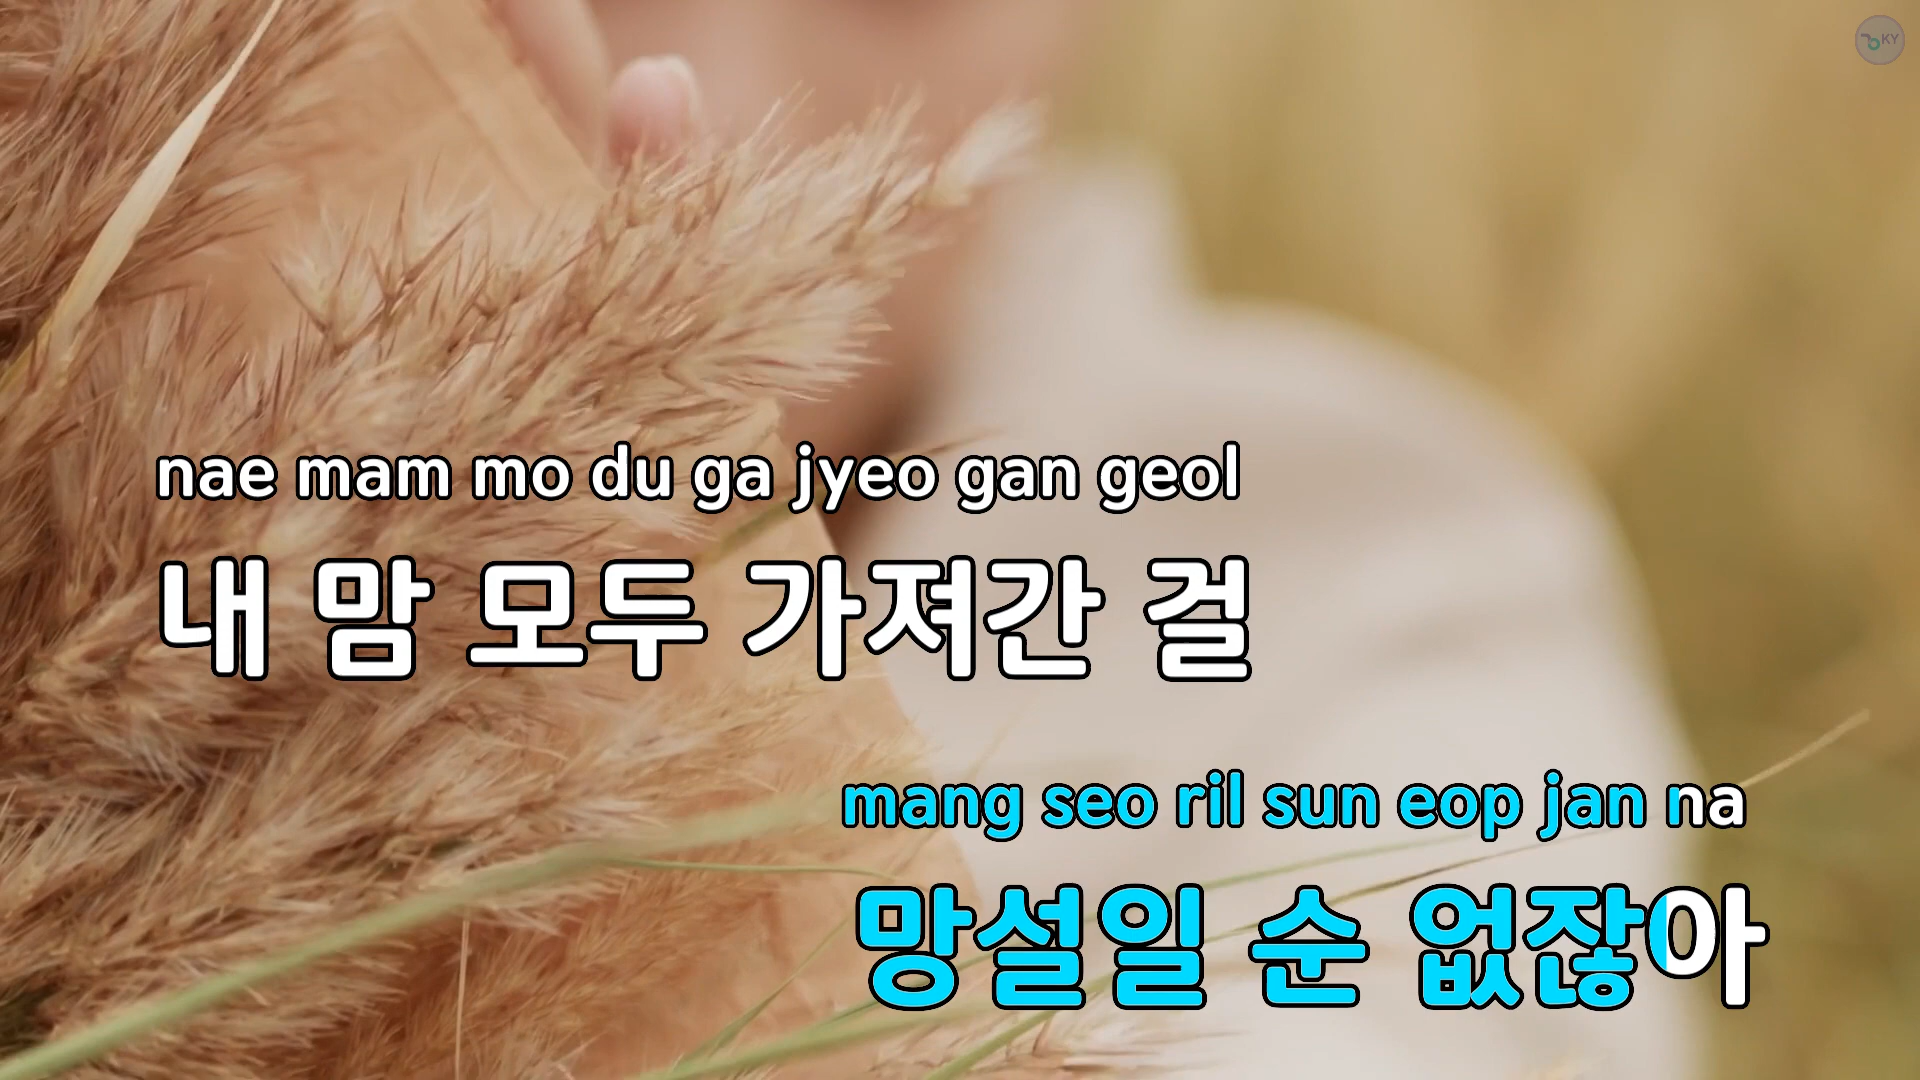 KY
nae mam mo du ga jyeo gan geol
내 맘 모두 가져간 걸
mang seo ril sun eop jan na
망설일 순 없잖아